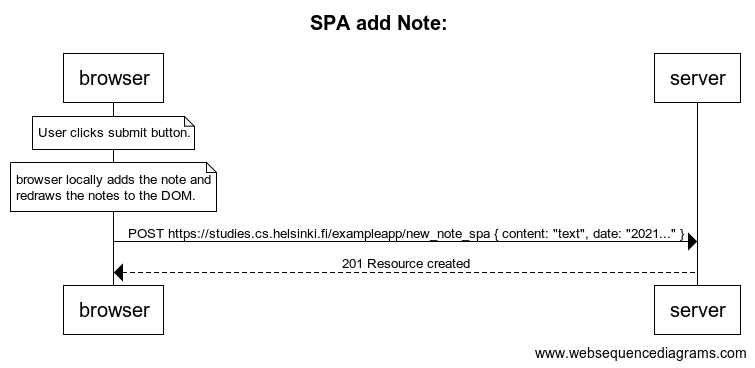 SPA add Note:
browser
server
User clicks submit button.
browser locally adds the note and
redraws the notes to the DOM.
POST https://studies.cs.helsinki.fi/exampleapp/new_note_spa { content: "text", date: "2021..." }
201 Resource created
browser
server
www.websequencediagrams.com